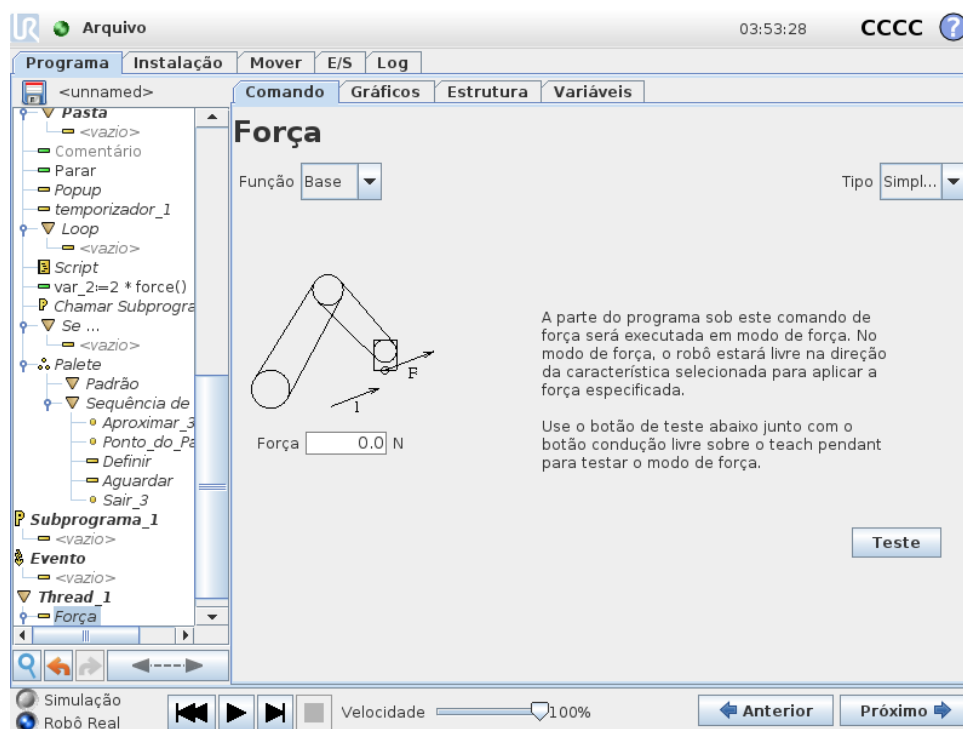 UR Arquivo 03:53:28 CCCC ?
Programa Instalação Mover E/S Log
<unnamed> Comando Gráficos Estrutura Variáveis
Pasta
<vazio>
Comentário
Parar
Popup
temporizador_1
Loop
<vazio>
Script
var_2:=2 * force()
P Chamar Subprogra
Se ...
<vazio>
Palete
Padrão
Sequência de
Aproximar_3
Ponto_do_Pa
Definir
Aguardar
Sair_3
P Subprograma_1
<vazio>
Evento
<vazio>
Thread_1
Força
Força
Função Base Tipo Simpl...
F
1
Força 0.0 N
A parte do programa sob este comando de
força será executada em modo de força. No
modo de força, o robô estará livre na direção
da característica selecionada para aplicar a
força especificada.
Use o botão de teste abaixo junto com o
botão condução livre sobre o teach pendant
para testar o modo de força.
Teste
Simulação
Robô Real
Velocidade 100%
Anterior Próximo